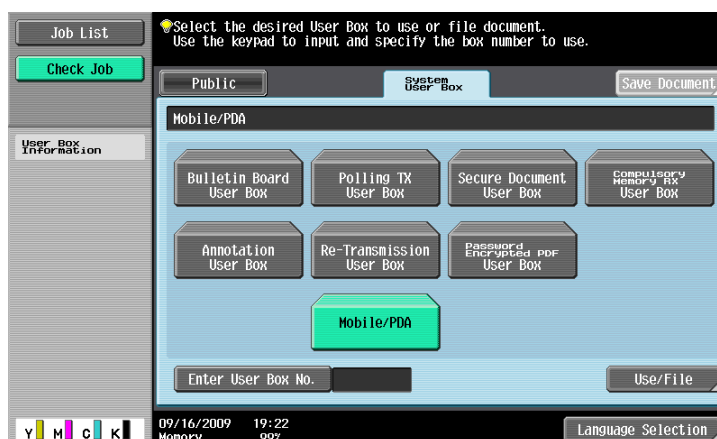 Job List
Check Job
User Box
Information
Select the desired User Box to use or file document.
Use the keypad to input and specify the box number to use.
Public
System
User Box
Save Document
Mobile/PDA
Bulletin Board
User Box
Polling TX
User Box
Secure Document
User Box
Compulsory
Memory RX
User Box
Annotation
User Box
Re-Transmission
User Box
Password
Encrypted PDF
User Box
Mobile/PDA
Enter User Box No.
Use/File
Y M C K
09/16/2009 19:22
Memory 99%
Language Selection